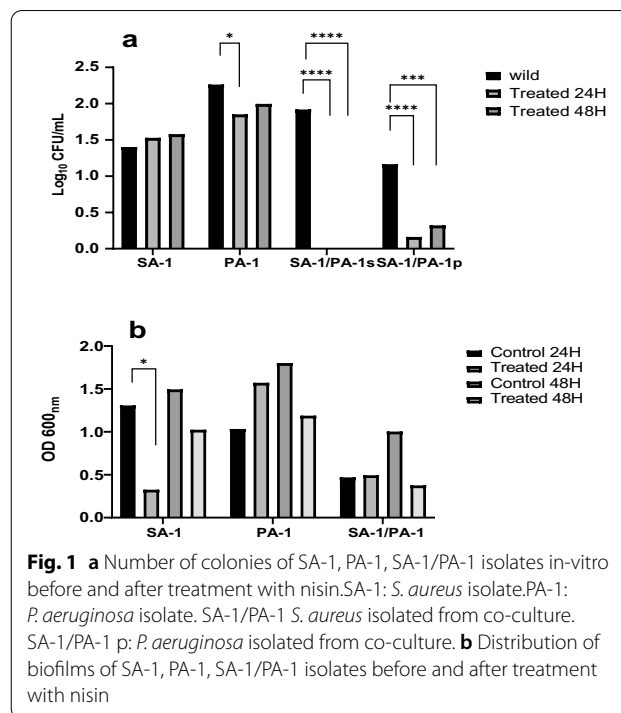 a
Log10 CFU/mL
2.5
2.0
1.5
1.0
0.5
0.0
*
****
****
***
****
SA-1 PA-1 SA-1/PA-1s SA-1/PA-1p
wild
Treated 24H
Treated 48H
b
OD 600nm
2.0
1.5
1.0
0.5
0.0
*
SA-1 PA-1 SA-1/PA-1
Control 24H
Treated 24H
Control 48H
Treated 48H
Fig. 1 a Number of colonies of SA-1, PA-1, SA-1/PA-1 isolates in-vitro
before and after treatment with nisin.SA-1: S. aureus isolate.PA-1:
P. aeruginosa isolate. SA-1/PA-1 S. aureus isolated from co-culture.
SA-1/PA-1 p: P. aeruginosa isolated from co-culture. b Distribution of
biofilms of SA-1, PA-1, SA-1/PA-1 isolates before and after treatment
with nisin